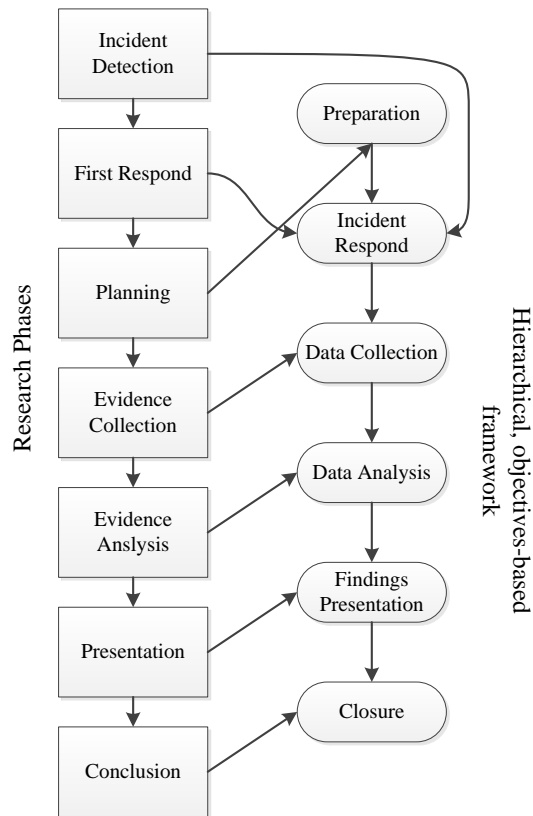 Incident
Detection
First Respond
Planning
Evidence
Collection
Evidence
Anslysis
Presentation
Conclusion
Preparation
Incident
Respond
Data Collection
Data Analysis
Findings
Presentation
Closure
Research Phases
Hierarchical, objectives-based
framework